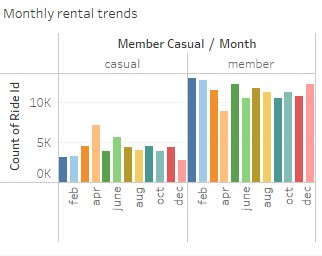 Monthly rental trends
Member Casual / Month
casual member
Count of Ride Id
10K
5K
0K
feb apr june aug oct dec feb apr june aug oct dec